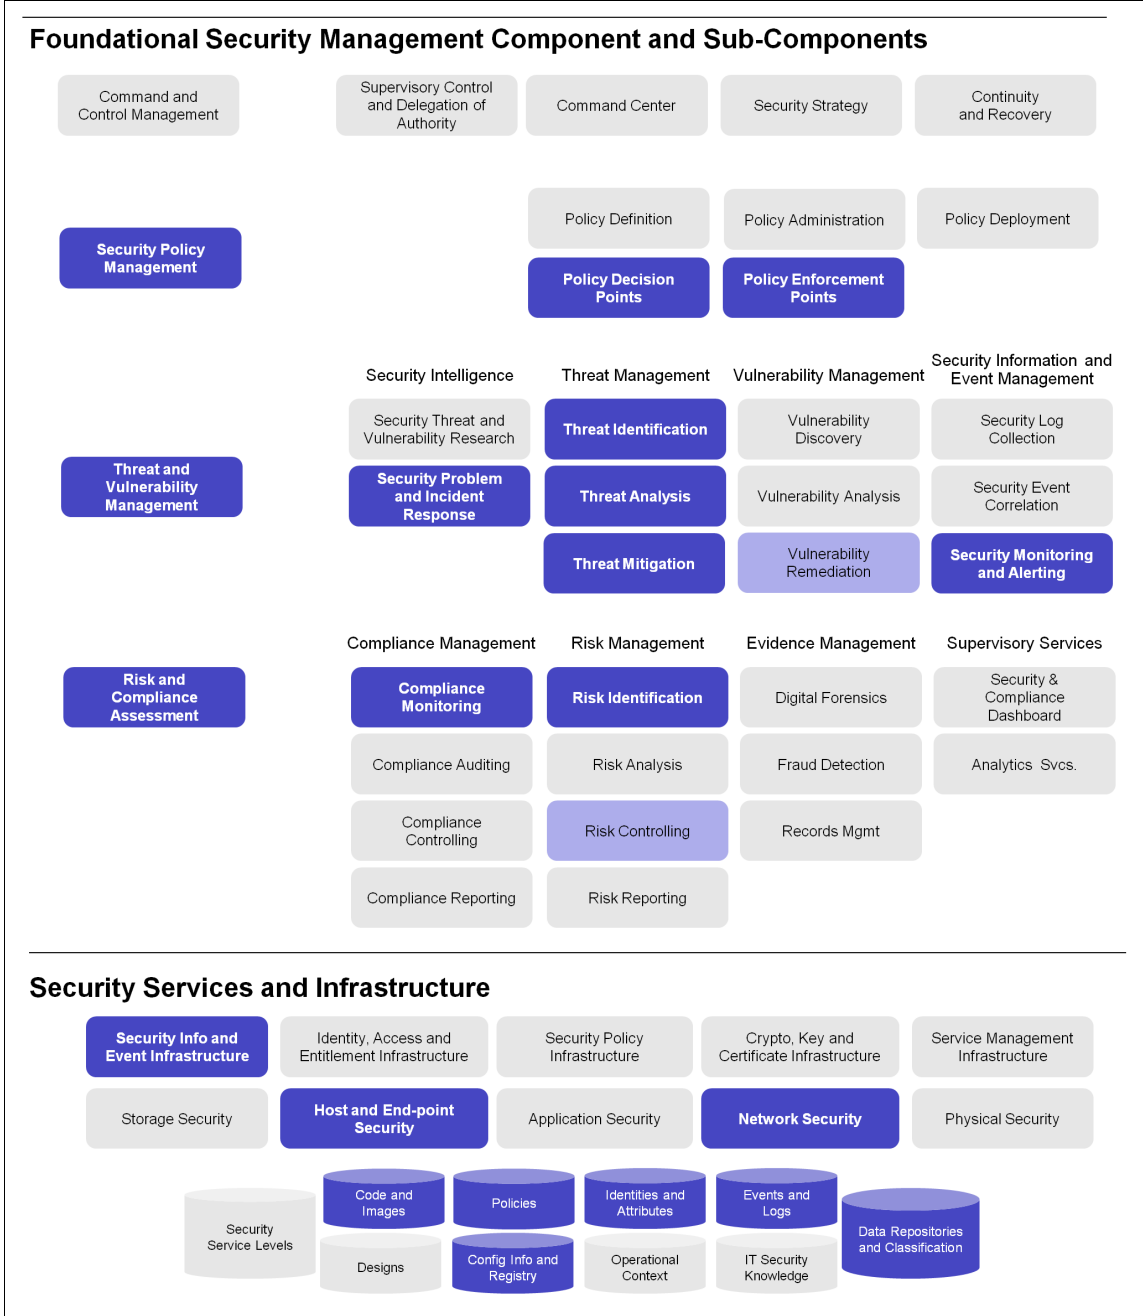 Foundational Security Management Component and Sub-Components
Command and
Control Management
Supervisory Control
and Delegation of
Authority
Command Center
Security Strategy
Continuity
and Recovery
Security Policy
Management
Policy Definition
Policy Administration
Policy Deployment
Policy Decision
Points
Policy Enforcement
Points
Threat and
Vulnerability
Management
Security Intelligence
Threat Management
Vulnerability Management
Security Information and
Event Management
Security Threat and
Vulnerability Research
Threat Identification
Vulnerability
Discovery
Security Log
Collection
Security Problem
and Incident
Response
Threat Analysis
Vulnerability Analysis
Security Event
Correlation
Threat Mitigation
Vulnerability
Remediation
Security Monitoring
and Alerting
Risk and
Compliance
Assessment
Compliance Management
Risk Management
Evidence Management
Supervisory Services
Compliance
Monitoring
Risk Identification
Digital Forensics
Security &
Compliance
Dashboard
Compliance Auditing
Risk Analysis
Fraud Detection
Analytics Svcs.
Compliance
Controlling
Risk Controlling
Records Mgmt
Compliance Reporting
Risk Reporting
Security Services and Infrastructure
Security Info and
Event Infrastructure
Identity, Access and
Entitlement Infrastructure
Security Policy
Infrastructure
Crypto, Key and
Certificate Infrastructure
Service Management
Infrastructure
Storage Security
Host and End-point
Security
Application Security
Network Security
Physical Security
Security
Service Levels
Code and
Images
Policies
Identities and
Attributes
Events and
Logs
Data Repositories
and Classification
Designs
Config Info and
Registry
Operational
Context
IT Security
Knowledge